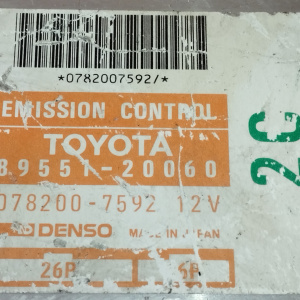 *0782007592/*
EMISSION CONTROL
TOYOTA
89551-20060
078200-7592 12V
DENSO MADE IN JAPAN
26P
2C